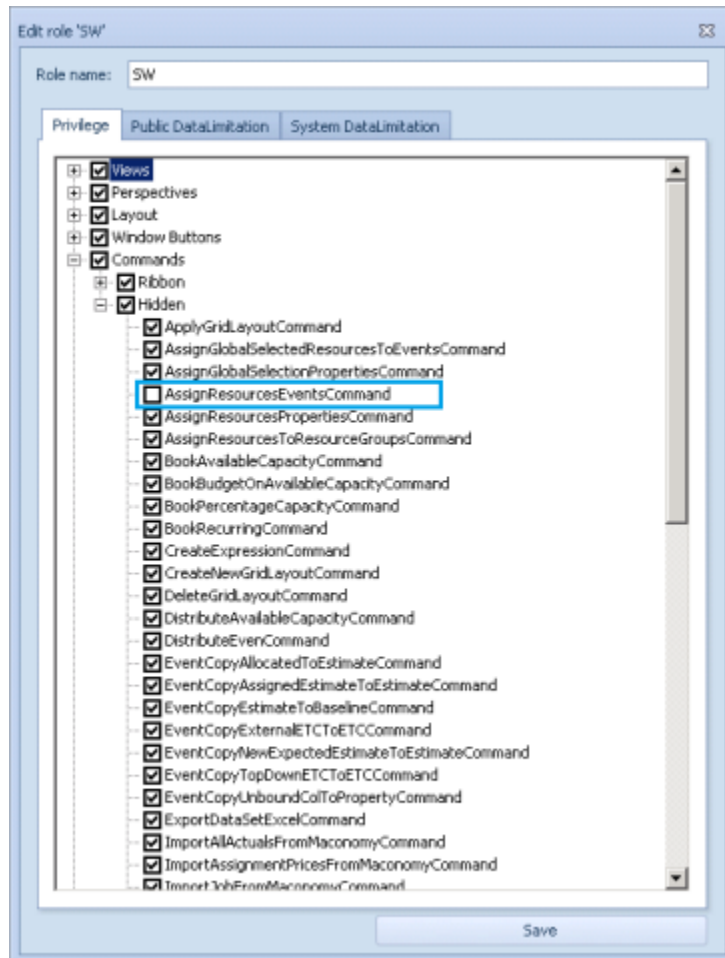 Edit role 'SW'
Role name: SW
Privilege Public DataLimitation System DataLimitation
Views
Perspectives
Layout
Window Buttons
Commands
Ribbon
Hidden
ApplyGridLayoutCommand
AssignGlobalSelectedResourcesToEventsCommand
AssignGlobalSelectionPropertiesCommand
AssignResourcesEventsCommand
AssignResourcesPropertiesCommand
AssignResourcesToResourceGroupsCommand
BookAvailableCapacityCommand
BookBudgetOnAvailableCapacityCommand
BookPercentageCapacityCommand
BookRecurringCommand
CreateExpressionCommand
CreateNewGridLayoutCommand
DeleteGridLayoutCommand
DistributeAvailableCapacityCommand
DistributeEvenCommand
EventCopyAllocatedToEstimateCommand
EventCopyAssignedEstimateToEstimateCommand
EventCopyEstimateToBaselineCommand
EventCopyExternalETCToETCCommand
EventCopyNewExpectedEstimateToEstimateCommand
EventCopyTopDownETCToETCCommand
EventCopyUnboundColToPropertyCommand
ExportDataSetExcelCommand
ImportAllActualsFromMaconomyCommand
ImportAssignmentPricesFromMaconomyCommand
ImportJobFromMaconomyCommand
Save